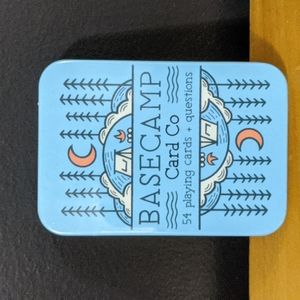 BASECAMP
Card Co
54 playing cards + questions